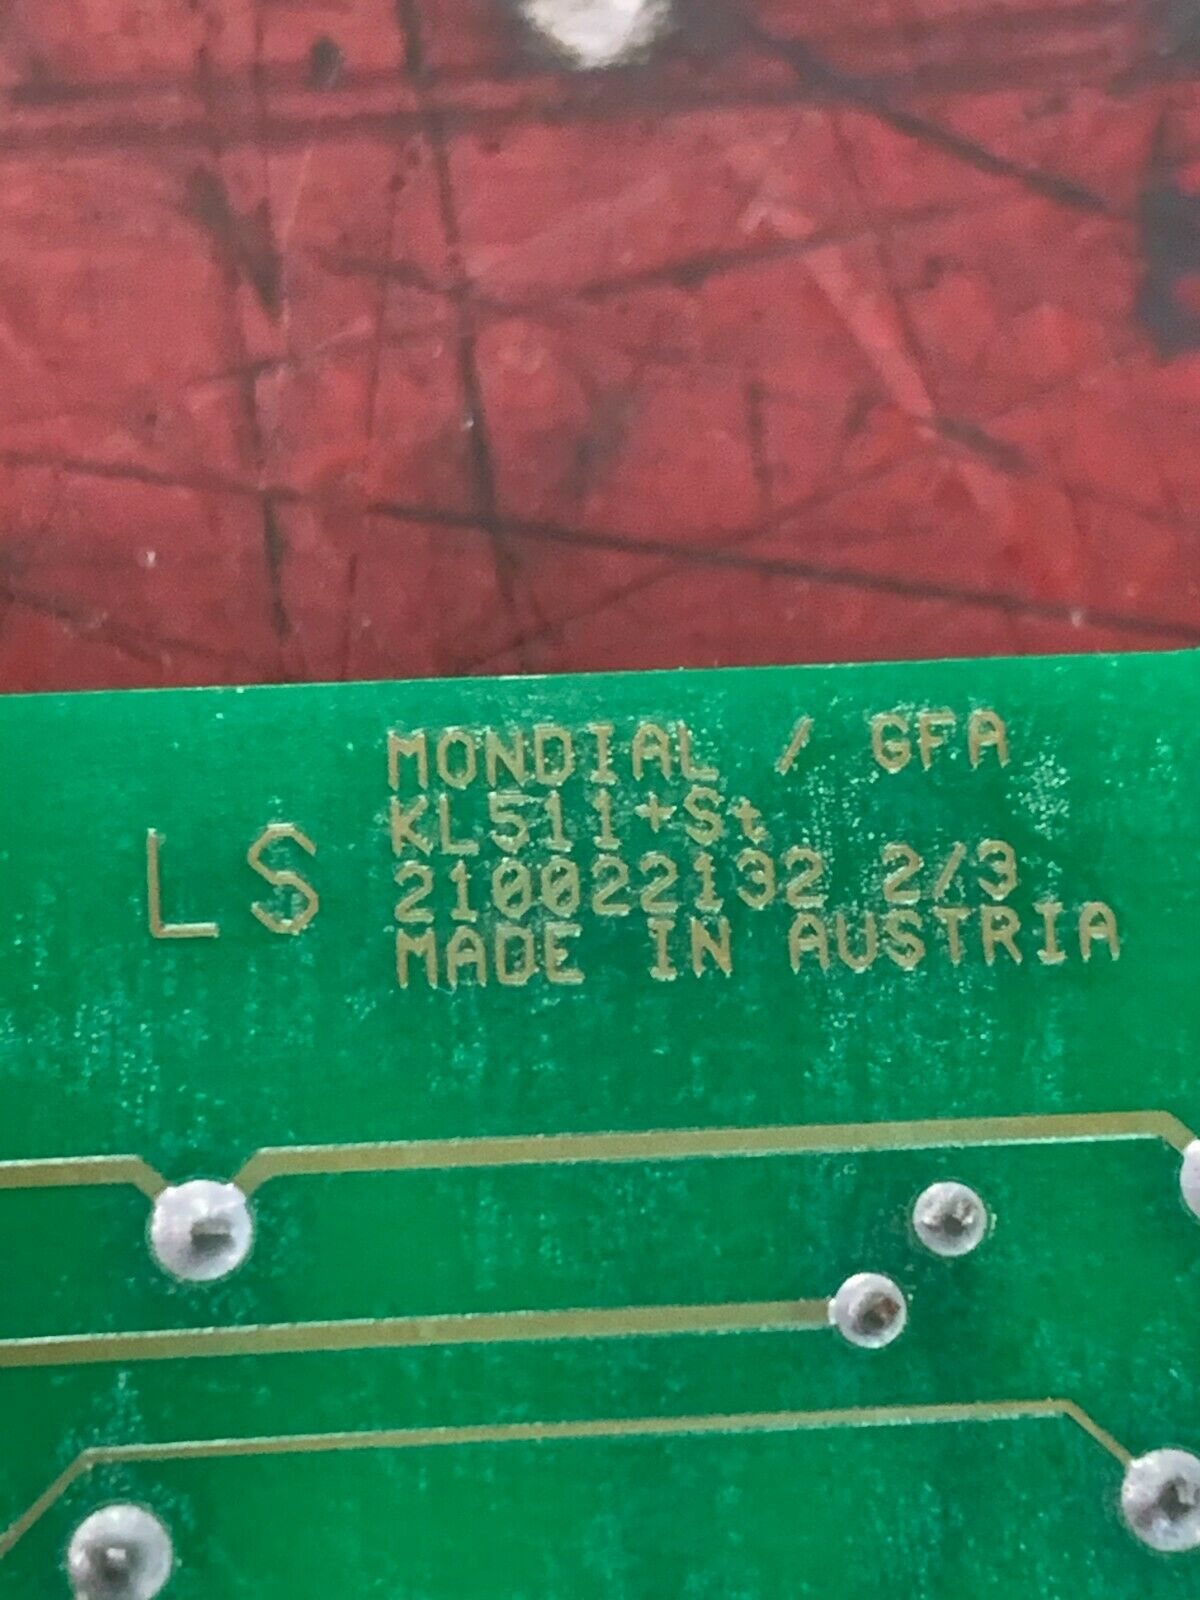 LS
MONDIAL / GFA
KL511+St
210022132 2/3
MADE IN AUSTRIA